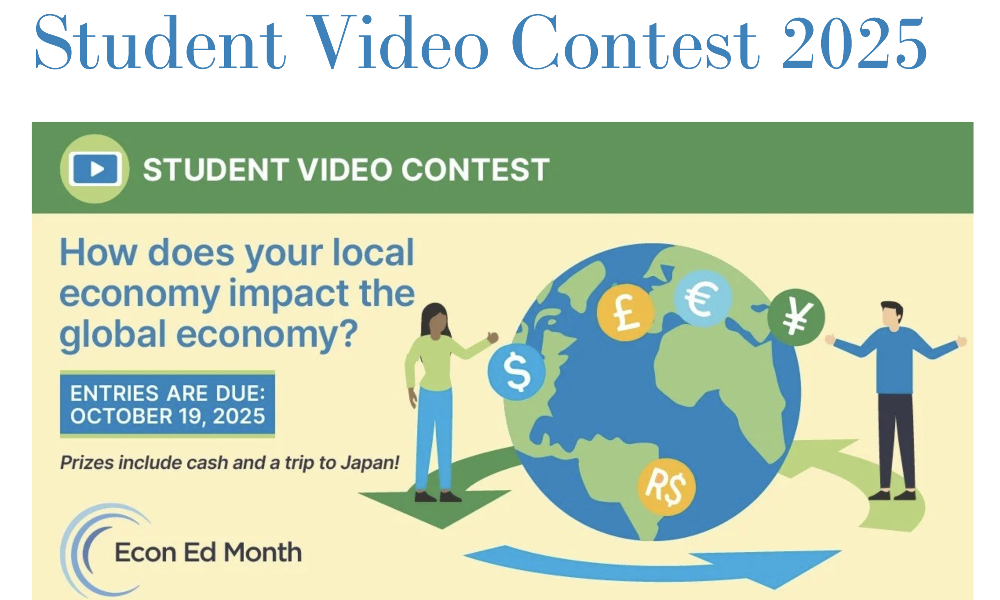 Student Video Contest 2025
STUDENT VIDEO CONTEST
How does your local
economy impact the
global economy?
ENTRIES ARE DUE:
OCTOBER 19, 2025
Prizes include cash and a trip to Japan!
£
€
¥
$
R$
Econ Ed Month